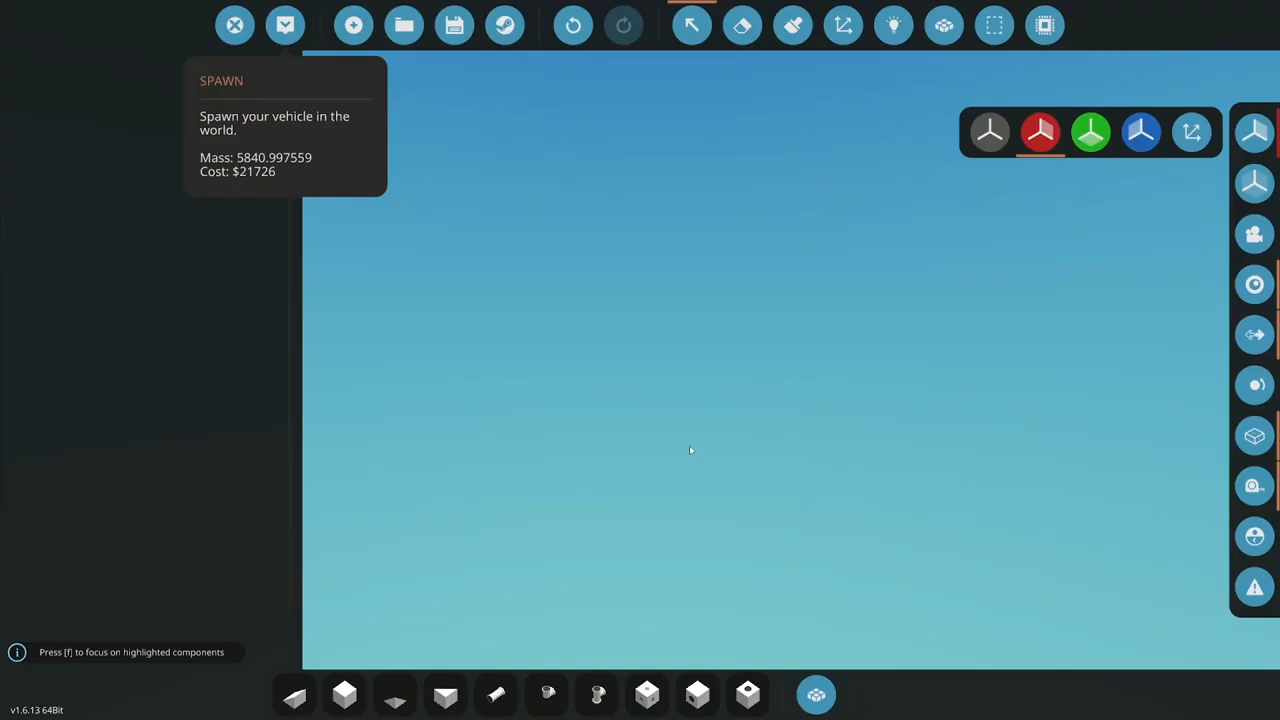 SPAWN
Spawn your vehicle in the
world.
Mass: 5840.997559
Cost: $21726
Press [f] to focus on highlighted components
v1.6.13 64Bit